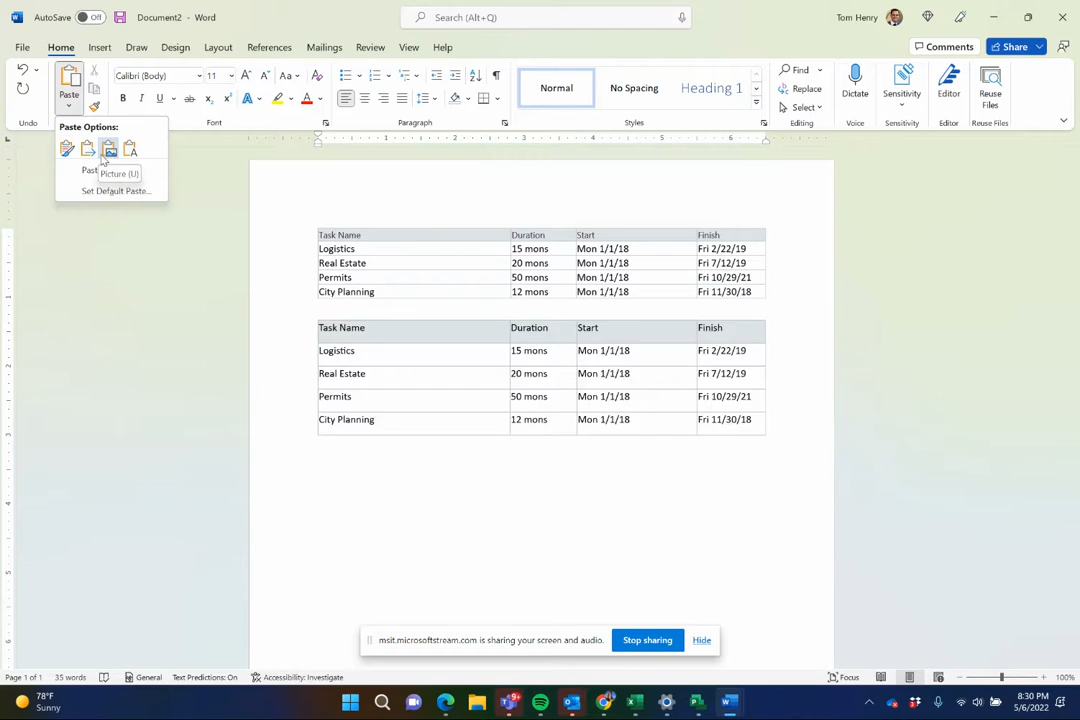 AutoSave Off Document2 - Word Search (Alt+Q) Tom Henry
File Home Insert Draw Design Layout References Mailings Review View Help Comments Share
Paste Calibri (Body) 11 A A Aa A Normal No Spacing Heading 1 Find Replace Select Dictate Sensitivity Editor Reuse Files
B I U ab x₂ x² A A
Undo Font Paragraph Styles Editing Voice Sensitivity Editor Reuse Files
Paste Options:
Picture (U)
Set Default Paste...
Task Name Duration Start Finish
Logistics 15 mons Mon 1/1/18 Fri 2/22/19
Real Estate 20 mons Mon 1/1/18 Fri 7/12/19
Permits 50 mons Mon 1/1/18 Fri 10/29/21
City Planning 12 mons Mon 1/1/18 Fri 11/30/18
Task Name Duration Start Finish
Logistics 15 mons Mon 1/1/18 Fri 2/22/19
Real Estate 20 mons Mon 1/1/18 Fri 7/12/19
Permits 50 mons Mon 1/1/18 Fri 10/29/21
City Planning 12 mons Mon 1/1/18 Fri 11/30/18
msit.microsoftstream.com is sharing your screen and audio. Stop sharing Hide
Page 1 of 1 35 words General Text Predictions: On Accessibility: Investigate Focus 100%
78°F
Sunny
8:30 PM
5/6/2022